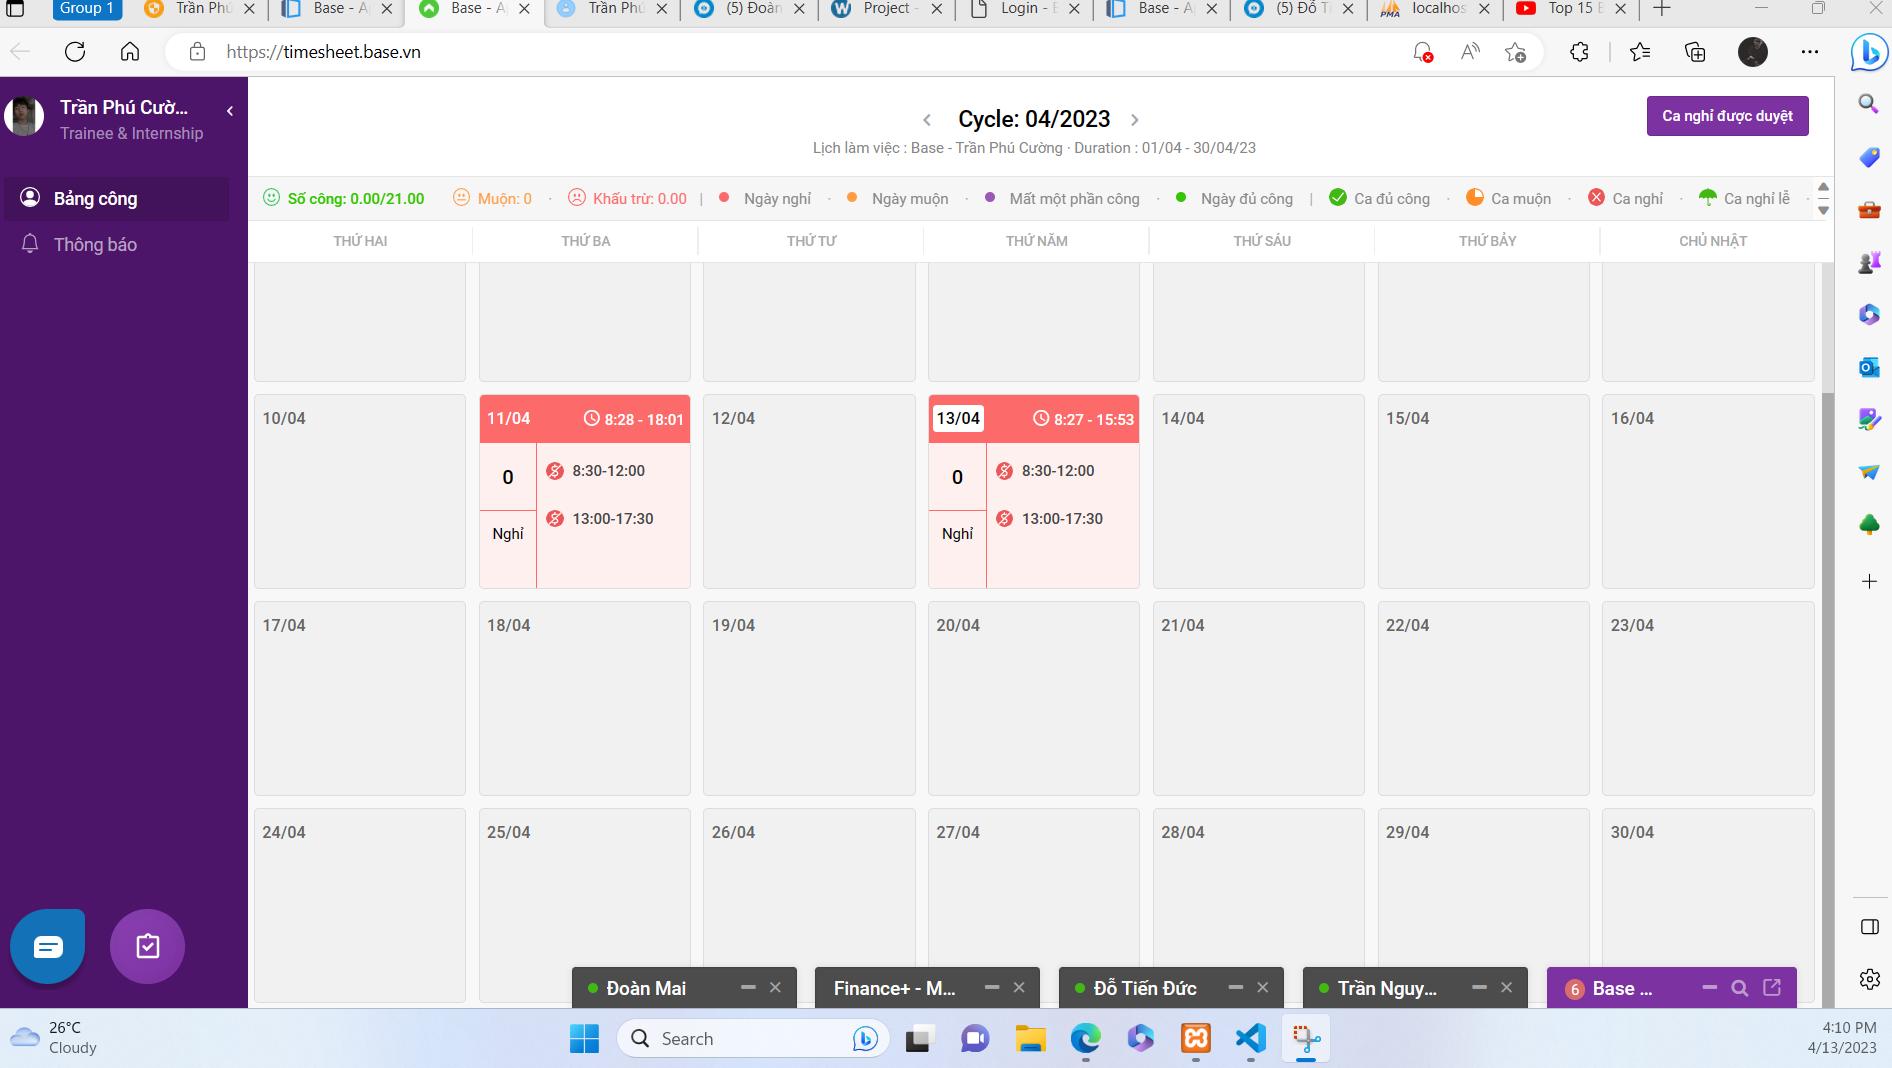 Group 1
Trần Phú
Base - A
Base - A
Trần Phú
(5) Đoàn
Project -
Login - E
Base - A
(5) Đỗ T
localhos
Top 15 B
https://timesheet.base.vn
Trần Phú Cườ...
Trainee & Internship
Bảng công
Thông báo
Cycle: 04/2023
Lịch làm việc : Base - Trần Phú Cường · Duration : 01/04 - 30/04/23
Ca nghỉ được duyệt
Số công: 0.00/21.00 Muộn: 0 · Khấu trừ: 0.00 | Ngày nghỉ · Ngày muộn · Mất một phần công · Ngày đủ công | Ca đủ công · Ca muộn · Ca nghỉ · Ca nghỉ lễ ·
THỨ HAI THỨ BA THỨ TƯ THỨ NĂM THỨ SÁU THỨ BẢY CHỦ NHẬT
10/04
11/04 8:28 - 18:01
0
Nghỉ
8:30-12:00
13:00-17:30
12/04
13/04 8:27 - 15:53
0
Nghỉ
8:30-12:00
13:00-17:30
14/04
15/04
16/04
17/04
18/04
19/04
20/04
21/04
22/04
23/04
24/04
25/04
26/04
27/04
28/04
29/04
30/04
Đoàn Mai
Finance+ - M...
Đỗ Tiến Đức
Trần Nguy...
6 Base ...
26°C
Cloudy
Search
4:10 PM
4/13/2023